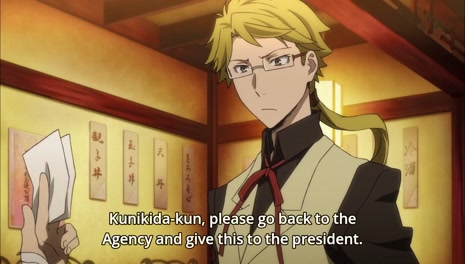 親子丼
玉子丼
天丼
冷酒
Kunikida-kun, please go back to the
Agency and give this to the president.